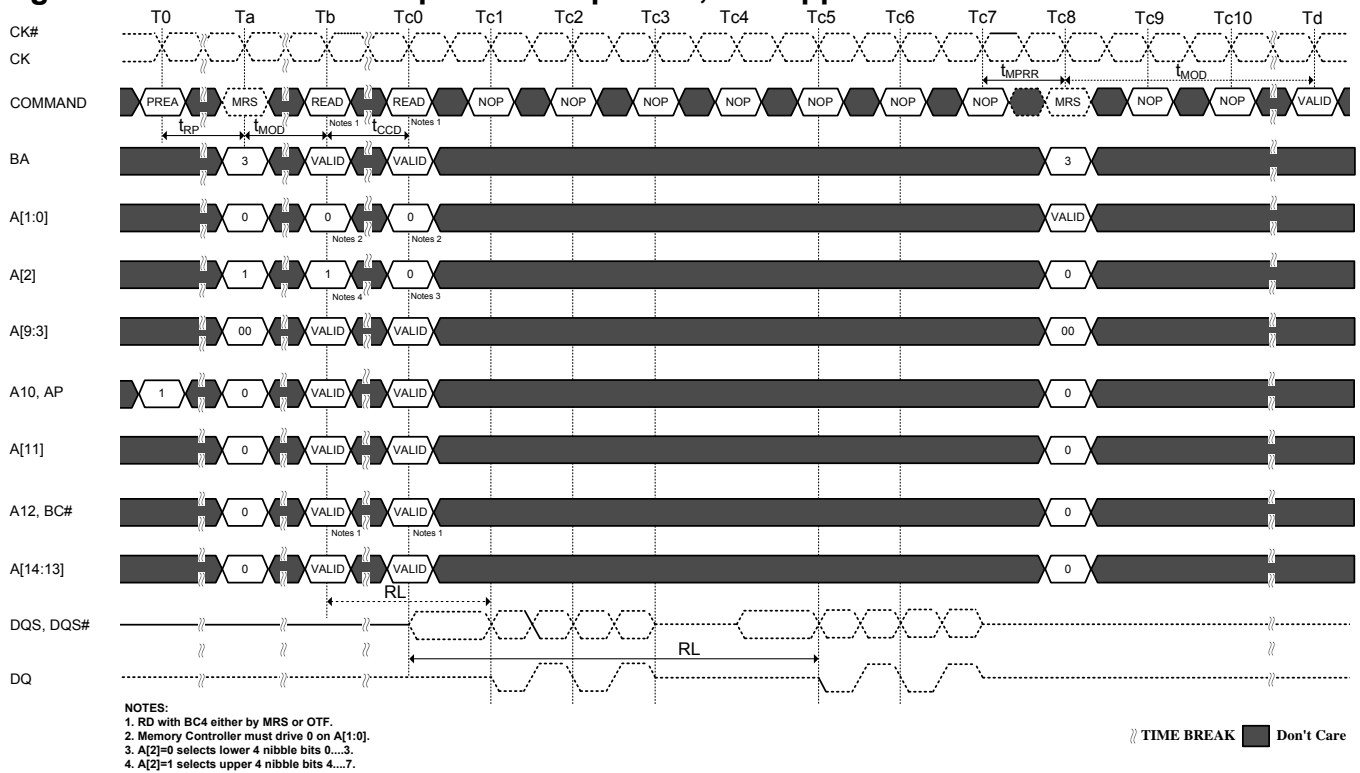 T0 Ta Tb Tc0 Tc1 Tc2 Tc3 Tc4 Tc5 Tc6 Tc7 Tc8 Tc9 Tc10 Td
CK#
CK
tMPRR tMOD
COMMAND PREA MRS READ READ NOP NOP NOP NOP NOP NOP NOP MRS NOP NOP VALID
Notes 1 Notes 1
tRP tMOD tCCD
BA 3 VALID VALID 3
A[1:0] 0 0 0 VALID
Notes 2 Notes 2
A[2] 1 1 0 0
Notes 4 Notes 3
A[9:3] 00 VALID VALID 00
A10, AP 1 0 VALID VALID 0
A[11] 0 VALID VALID 0
A12, BC# 0 VALID VALID 0
Notes 1 Notes 1
A[14:13] 0 VALID VALID 0
RL
DQS, DQS#
RL
DQ
NOTES:
1. RD with BC4 either by MRS or OTF.
2. Memory Controller must drive 0 on A[1:0].
3. A[2]=0 selects lower 4 nibble bits 0....3.
4. A[2]=1 selects upper 4 nibble bits 4....7.
TIME BREAK Don't Care